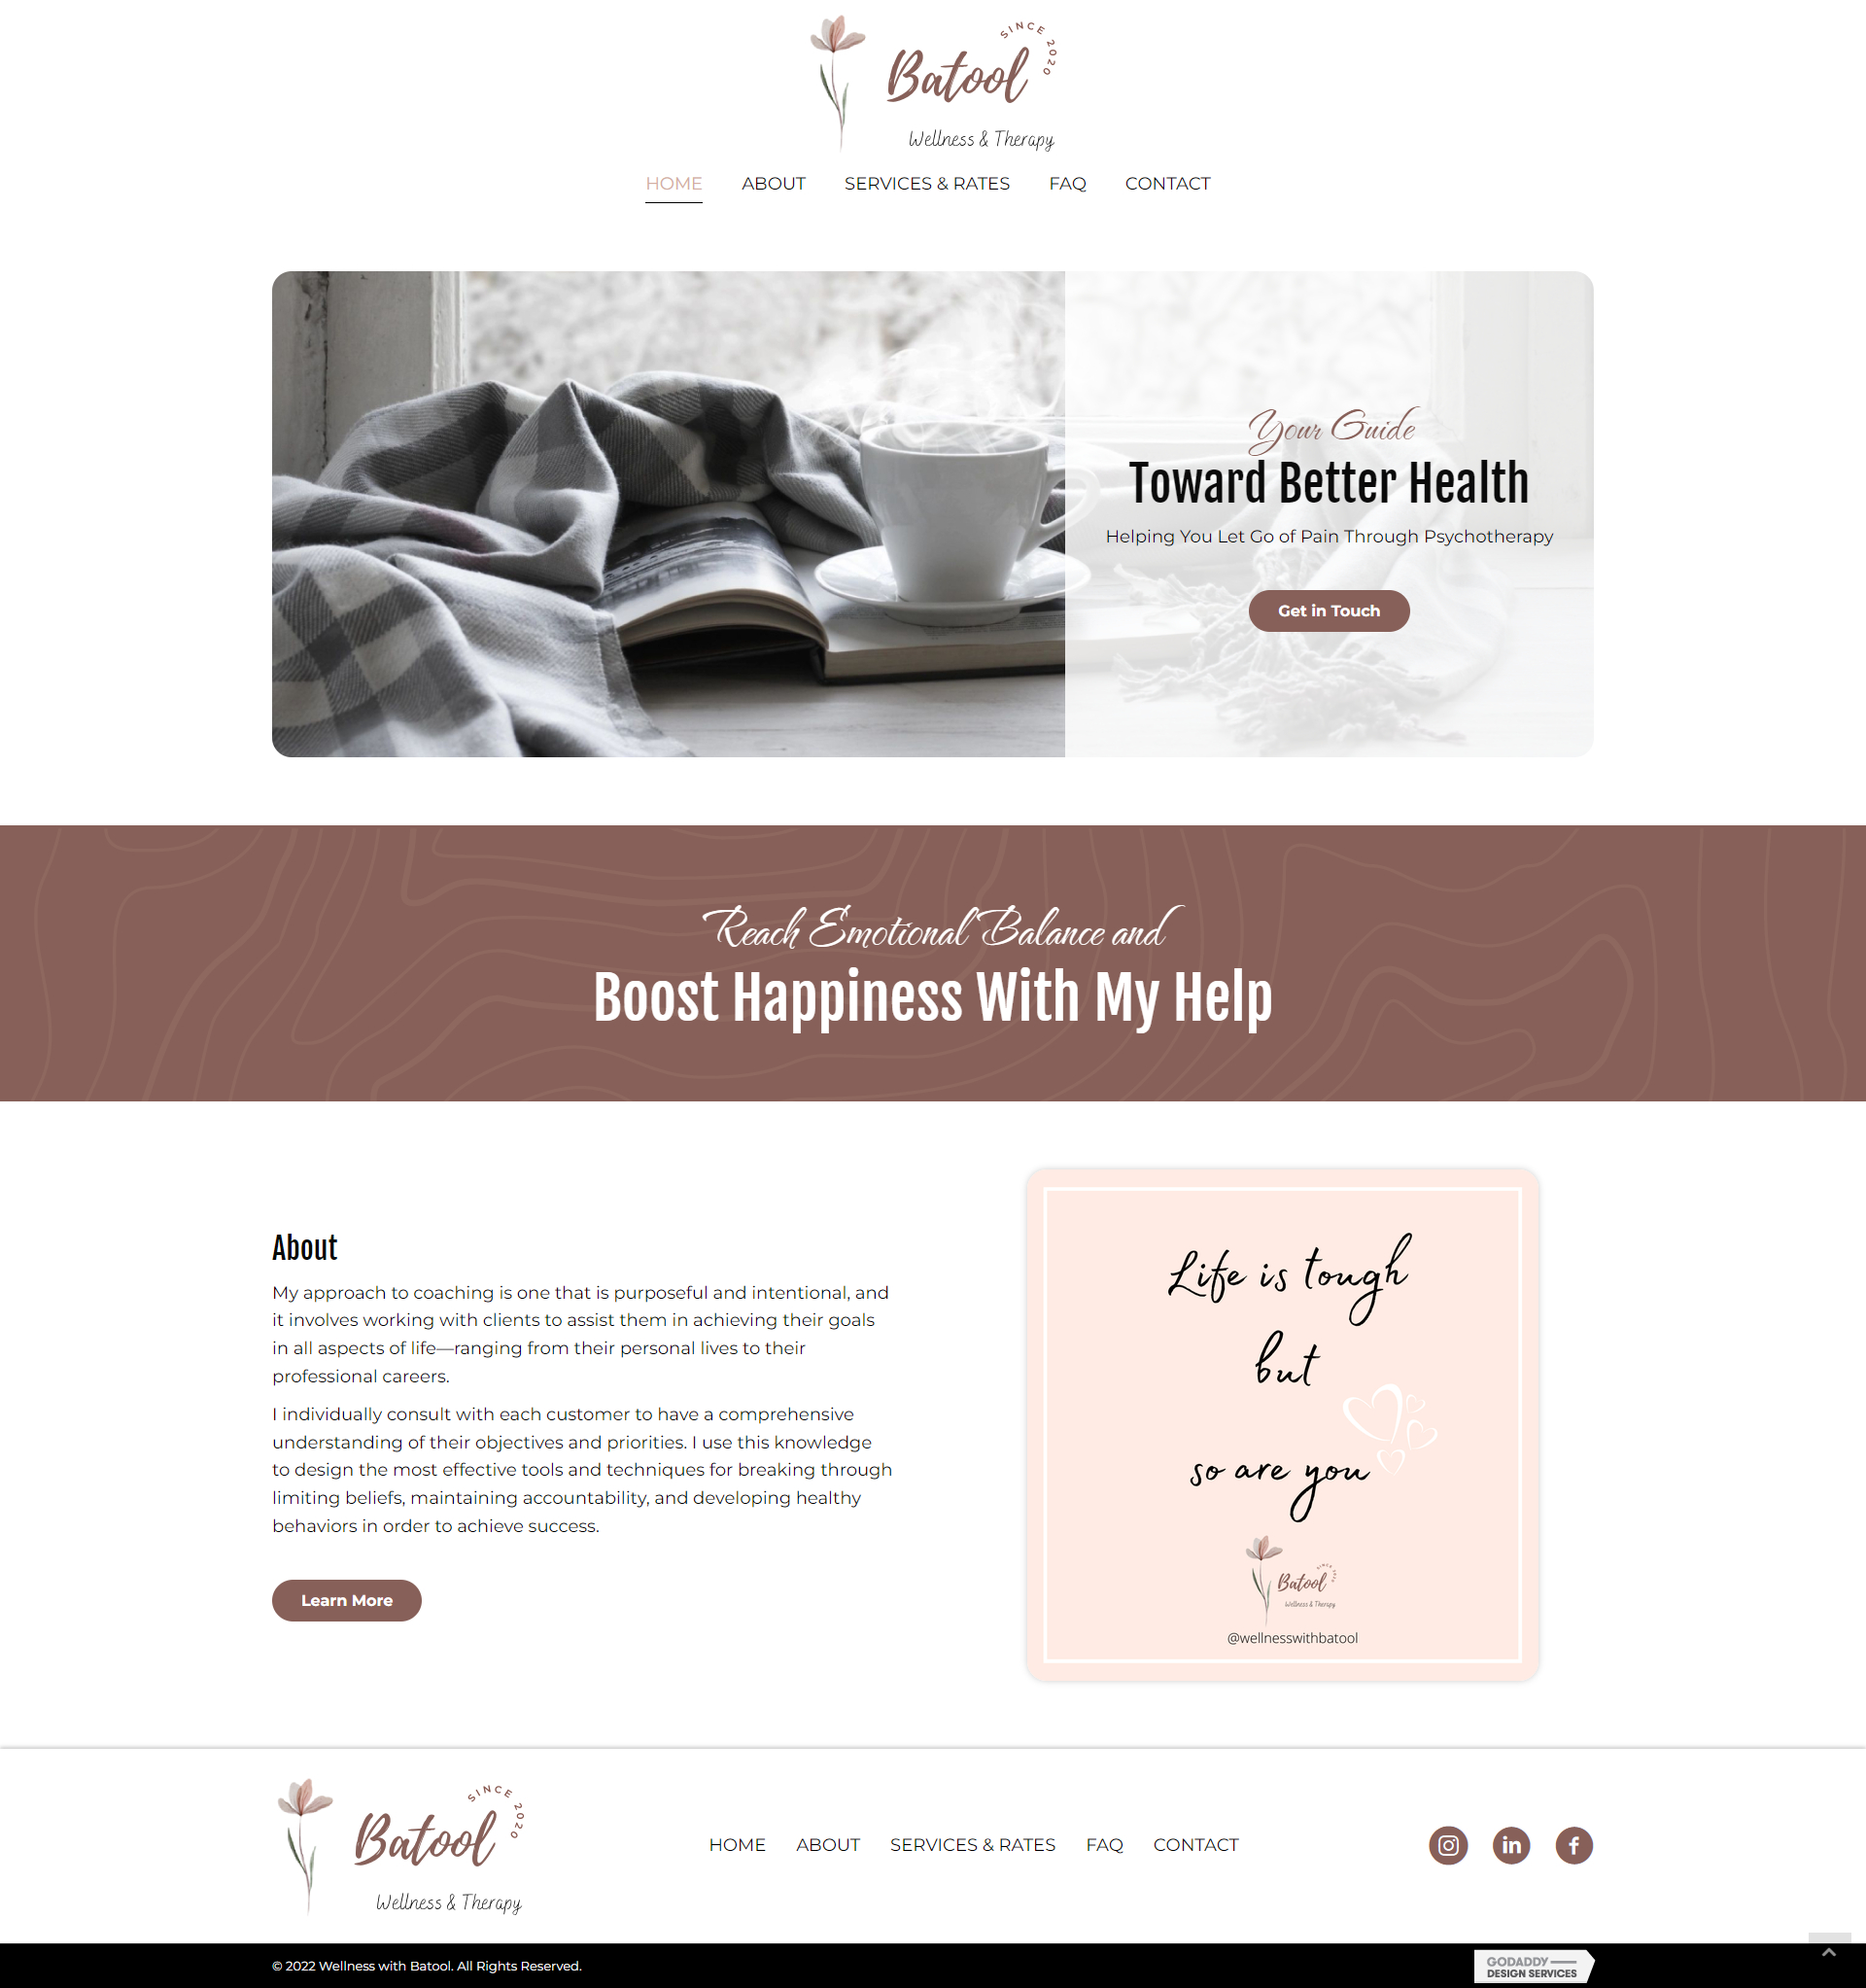 SINCE 2020
Batool
Wellness & Therapy
HOME ABOUT SERVICES & RATES FAQ CONTACT
Your Guide
Toward Better Health
Helping You Let Go of Pain Through Psychotherapy
Get in Touch
Reach Emotional Balance and
Boost Happiness With My Help
About
My approach to coaching is one that is purposeful and intentional, and
it involves working with clients to assist them in achieving their goals
in all aspects of life—ranging from their personal lives to their
professional careers.
I individually consult with each customer to have a comprehensive
understanding of their objectives and priorities. I use this knowledge
to design the most effective tools and techniques for breaking through
limiting beliefs, maintaining accountability, and developing healthy
behaviors in order to achieve success.
Learn More
Life is tough
but
so are you
SINCE 2020
Batool
Wellness & Therapy
@wellnesswithbatool
SINCE 2020
Batool
Wellness & Therapy
HOME ABOUT SERVICES & RATES FAQ CONTACT
© 2022 Wellness with Batool. All Rights Reserved.
GODADDY
DESIGN SERVICES